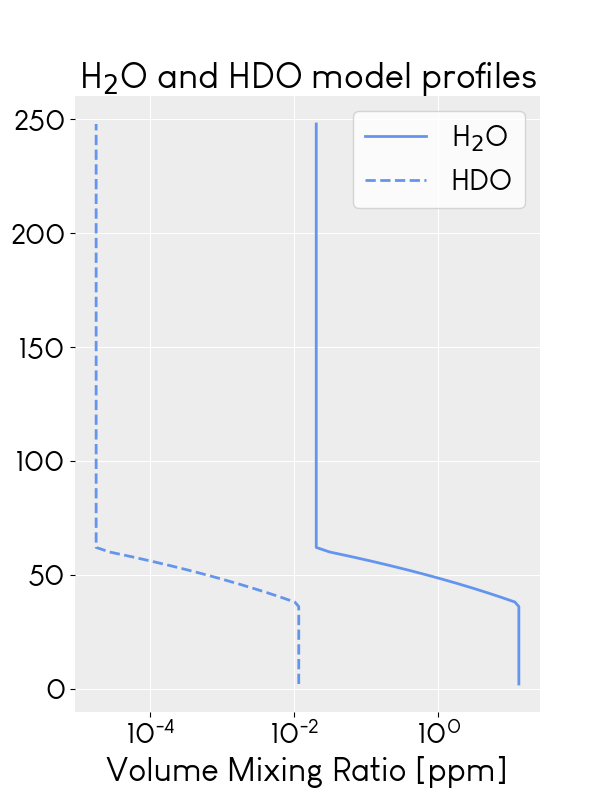 H₂O and HDO model profiles
250
200
150
100
50
0
H₂O
HDO
10⁻⁴ 10⁻² 10⁰
Volume Mixing Ratio [ppm]